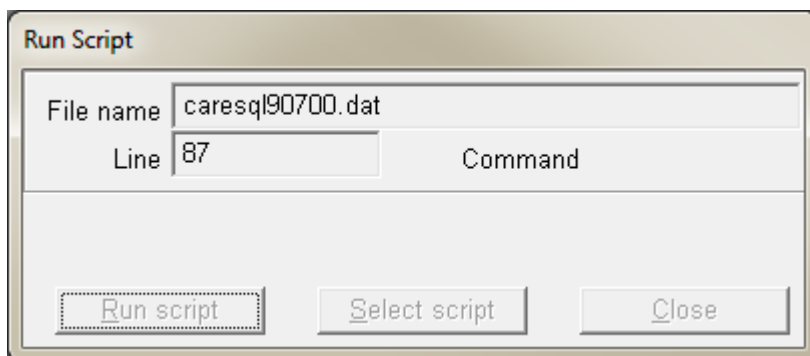 Run Script
File name caresql90700.dat
Line 87 Command
Run script Select script Close